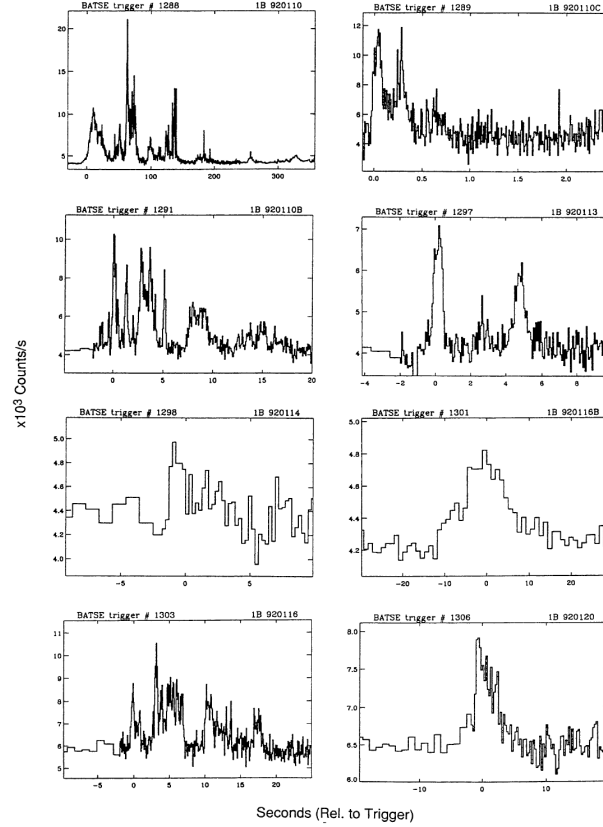 BATSE trigger # 1288 1B 920110
20
15
10
5
0 100 200 300
BATSE trigger # 1289 1B 920110C
12
10
8
6
4
0.0 0.5 1.0 1.5 2.0
BATSE trigger # 1291 1B 920110B
10
8
6
4
0 5 10 15 20
BATSE trigger # 1297 1B 920113
7
6
5
4
-4 -2 0 2 4 6 8
x10³ Counts/s
BATSE trigger # 1298 1B 920114
5.0
4.8
4.6
4.4
4.2
4.0
-5 0 5
BATSE trigger # 1301 1B 920116B
5.0
4.8
4.6
4.4
4.2
-20 -10 0 10 20
BATSE trigger # 1303 1B 920116
11
10
9
8
7
6
5
-5 0 5 10 15 20
BATSE trigger # 1306 1B 920120
8.0
7.5
7.0
6.5
6.0
-10 0 10
Seconds (Rel. to Trigger)